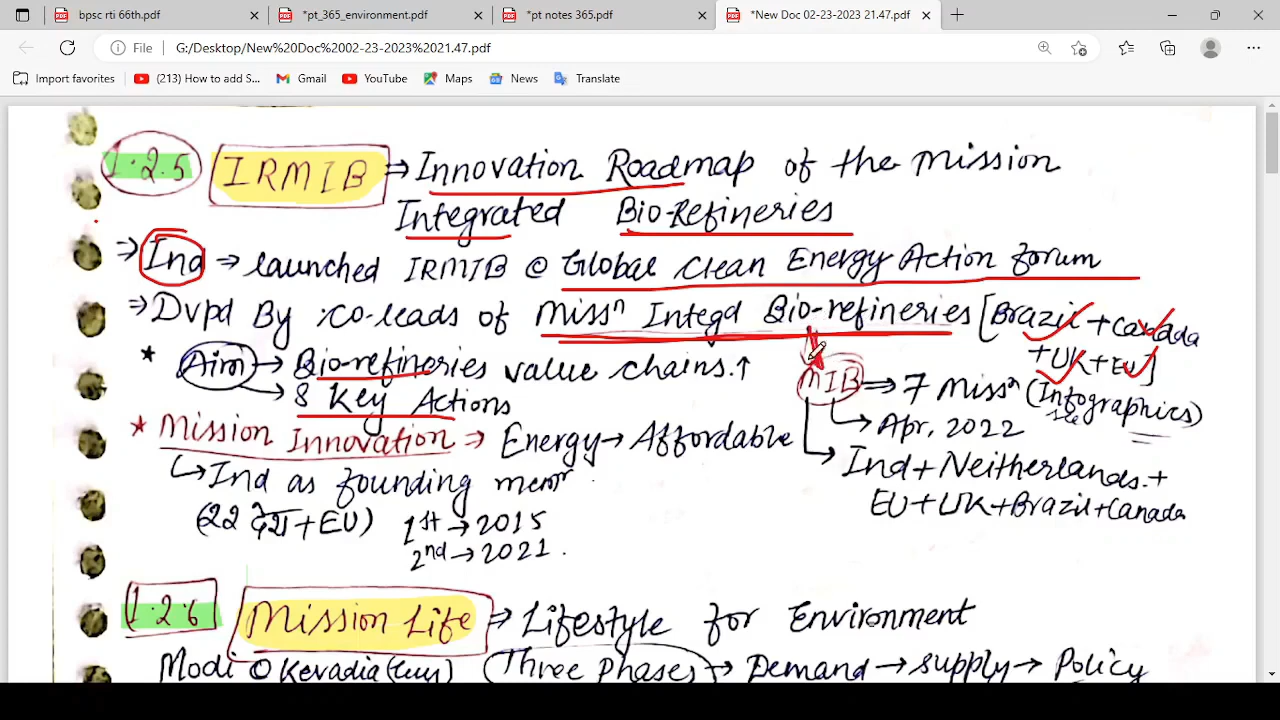 bpsc rti 66th.pdf
*pt_365_environment.pdf
*pt notes 365.pdf
*New Doc 02-23-2023 21.47.pdf
File G:/Desktop/New%20Doc%2002-23-2023%2021.47.pdf
Import favorites (213) How to add S... Gmail YouTube Maps News Translate
1.2.5 IRMIB ⇒ Innovation Roadmap of the Mission
Integrated Bio-Refineries
⇒ Ind ⇒ launched IRMIB @ Global Clean Energy Action forum
⇒ Dvpd By co-leads of Missn Integd Bio-refineries [Brazil + Canada
+ UK + EU]
* Aim → Bio-refineries value chains ↑
→ 8 Key Actions
MIB ⇒ 7 Missn (Infographics)
→ Apr, 2022
→ Ind + Neitherlands +
EU + UK + Brazil + Canada
* Mission Innovation ⇒ Energy → Affordable
↳ Ind as founding memr
(22 देश + EU) 1st → 2015
2nd → 2021
1.2.6 Mission Life ⇒ Lifestyle for Environment
Modi @ Kevadia (Guj) Three Phases → Demand → supply → Policy